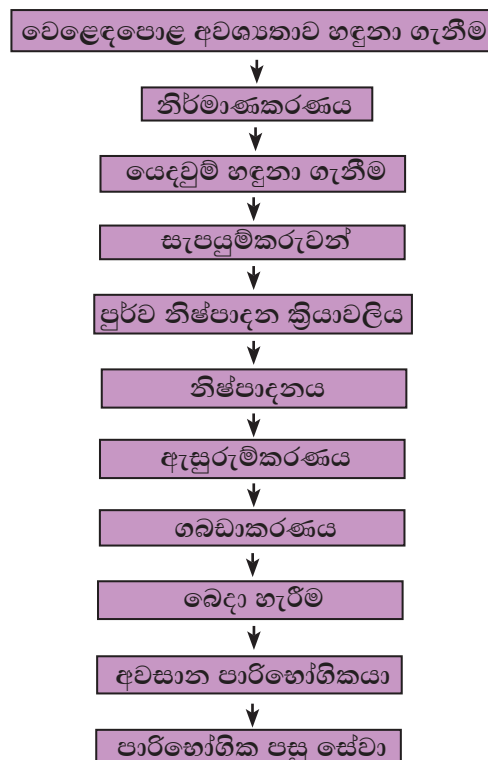 වෙළෙඳපොළ අවශ්‍යතාව හඳුනා ගැනීම
නිර්මාණකරණය
යෙදවුම් හඳුනා ගැනීම
සැපයුම්කරුවන්
පුර්ව නිෂ්පාදන ක්‍රියාවලිය
නිෂ්පාදනය
ඇසුරුම්කරණය
ගබඩාකරණය
බෙදා හැරීම
අවසාන පාරිභෝගිකයා
පාරිභෝගික පසු සේවා